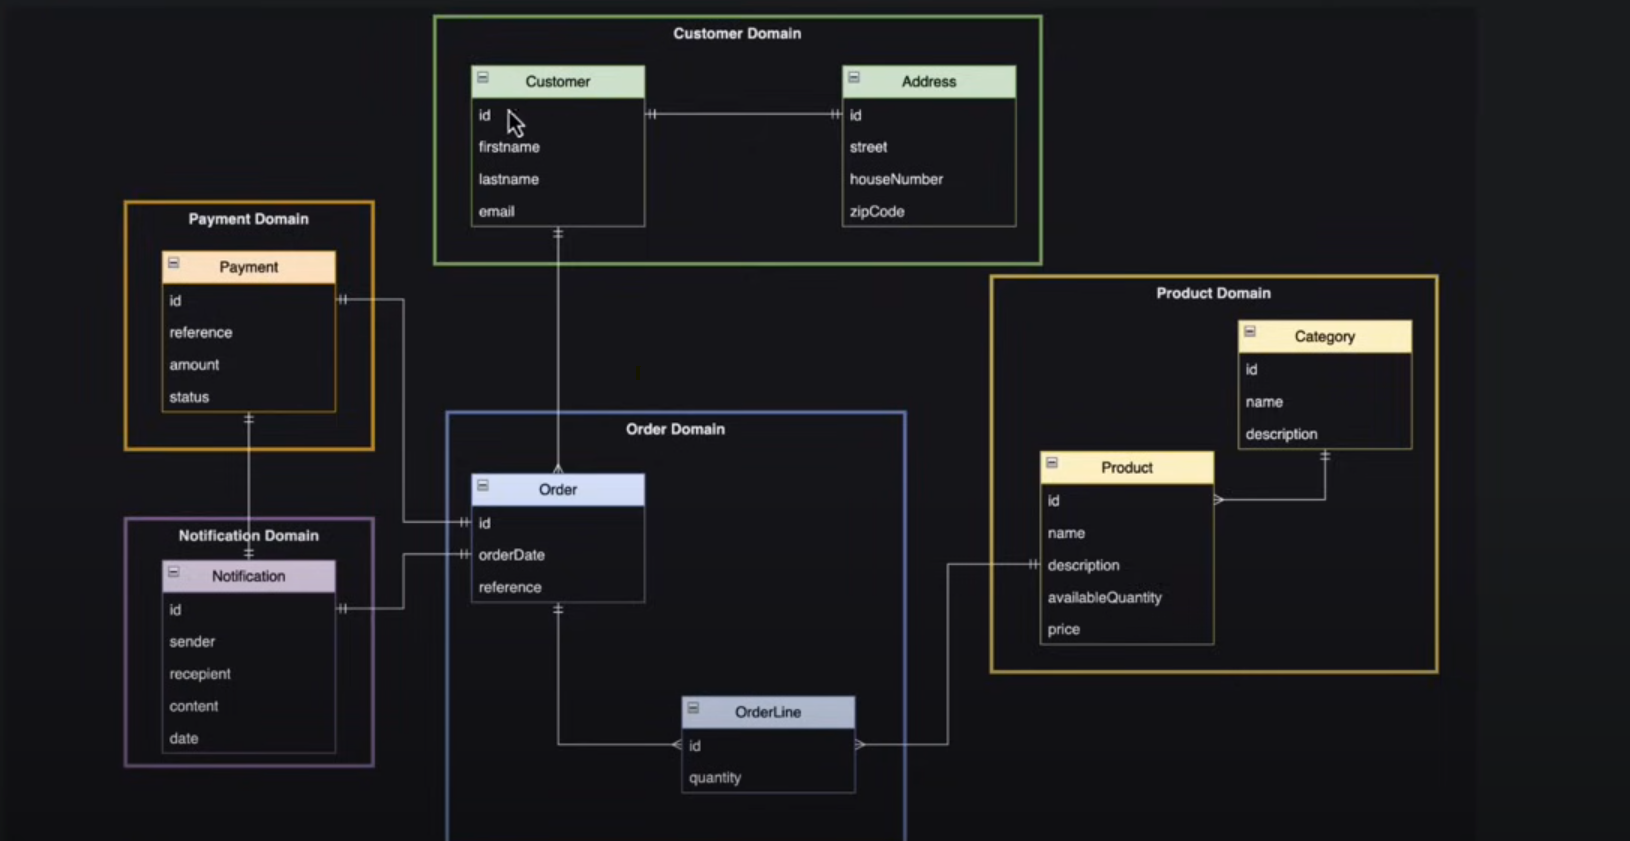 Customer Domain
Customer
id
firstname
lastname
email
Address
id
street
houseNumber
zipCode
Payment Domain
Payment
id
reference
amount
status
Product Domain
Category
id
name
description
Product
id
name
description
availableQuantity
price
Order Domain
Order
id
orderDate
reference
OrderLine
id
quantity
Notification Domain
Notification
id
sender
recepient
content
date